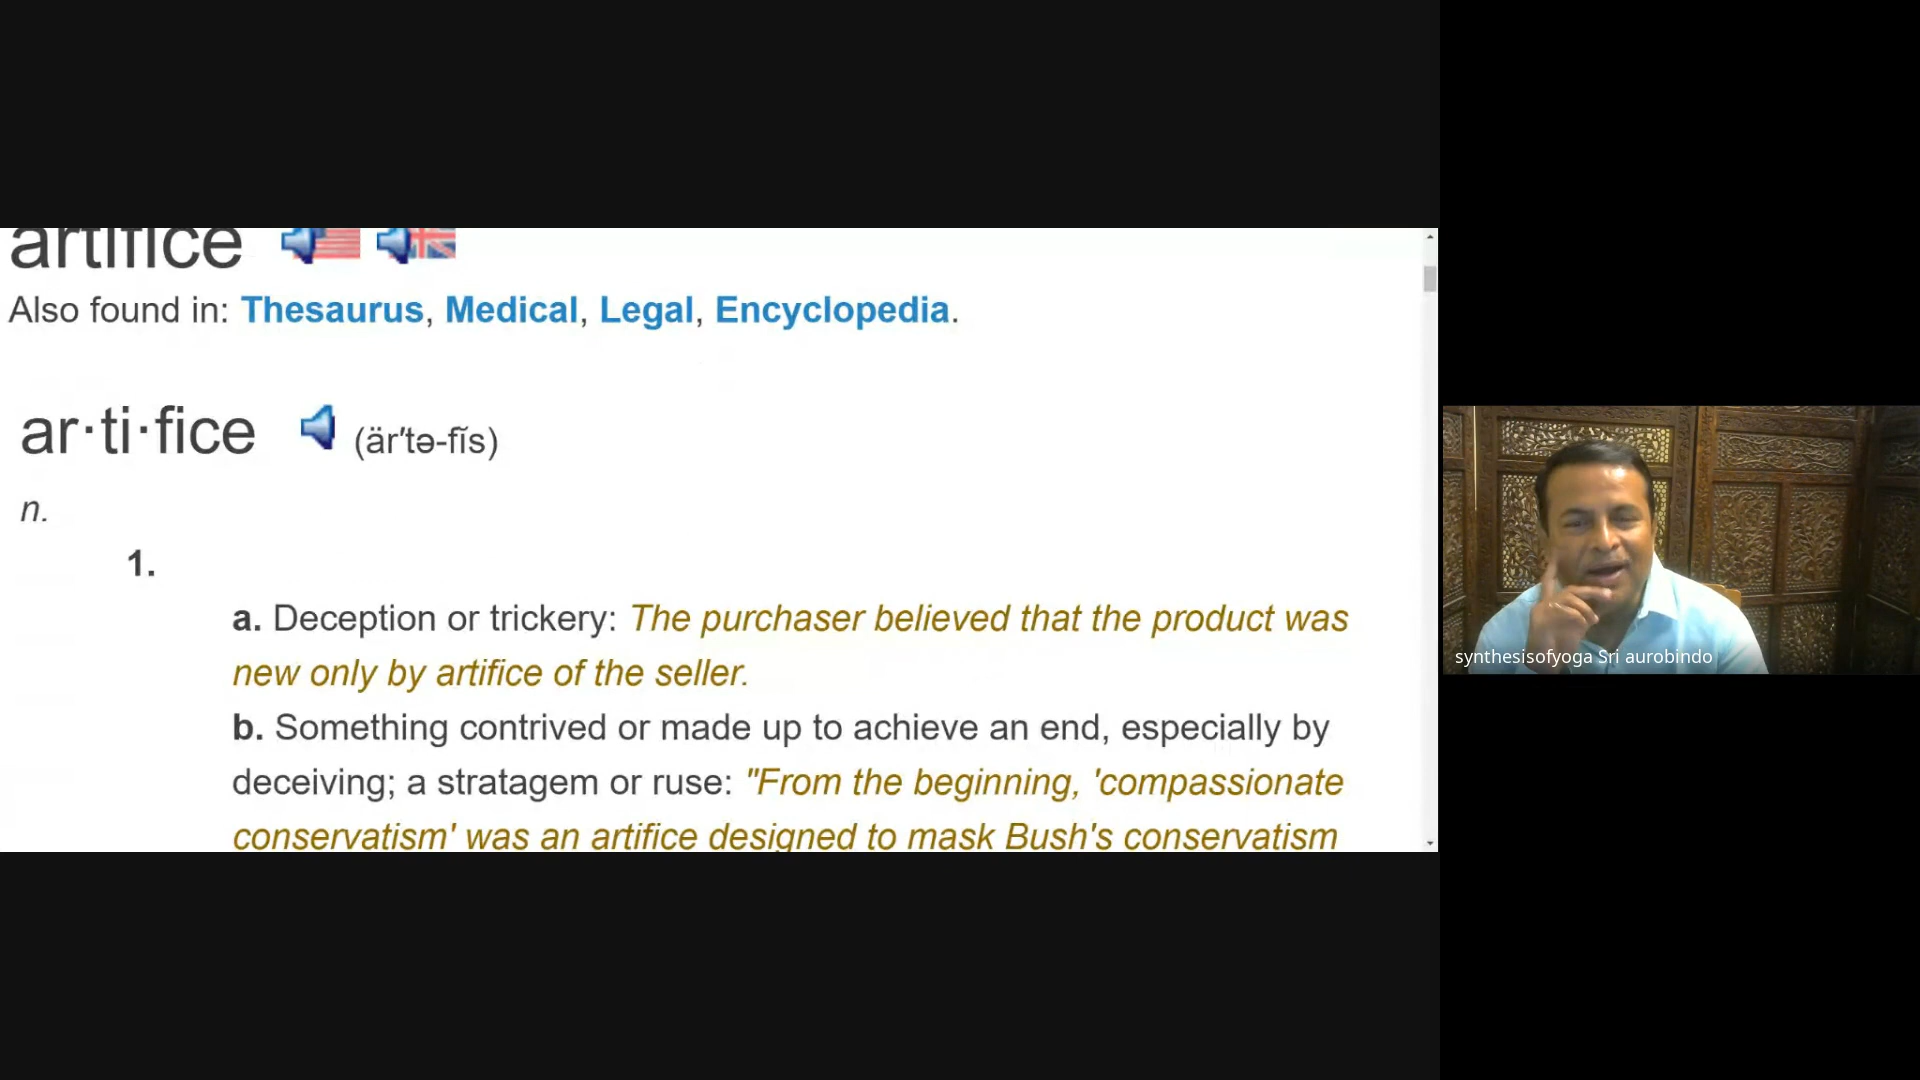 artifice
Also found in: Thesaurus, Medical, Legal, Encyclopedia.
ar·ti·fice (är′tə-fĭs)
n.
1.
a. Deception or trickery: The purchaser believed that the product was
new only by artifice of the seller.
b. Something contrived or made up to achieve an end, especially by
deceiving; a stratagem or ruse: "From the beginning, 'compassionate
conservatism' was an artifice designed to mask Bush's conservatism
synthesisofyoga Sri aurobindo